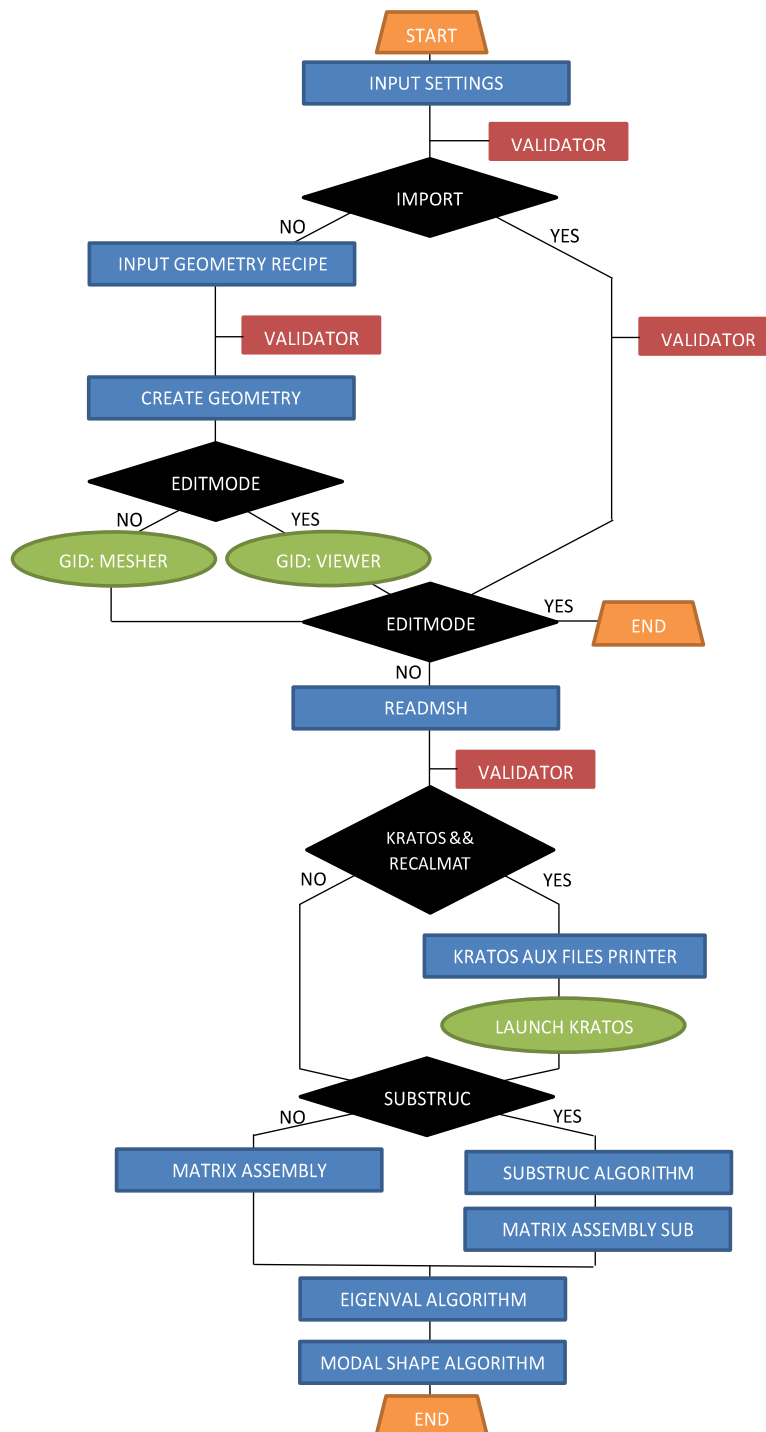 START
INPUT SETTINGS
VALIDATOR
IMPORT
NO
YES
INPUT GEOMETRY RECIPE
VALIDATOR
VALIDATOR
CREATE GEOMETRY
EDITMODE
NO
YES
GID: MESHER
GID: VIEWER
EDITMODE
YES
END
NO
READMSH
VALIDATOR
KRATOS &&
RECALMAT
NO
YES
KRATOS AUX FILES PRINTER
LAUNCH KRATOS
SUBSTRUC
NO
YES
MATRIX ASSEMBLY
SUBSTRUC ALGORITHM
MATRIX ASSEMBLY SUB
EIGENVAL ALGORITHM
MODAL SHAPE ALGORITHM
END